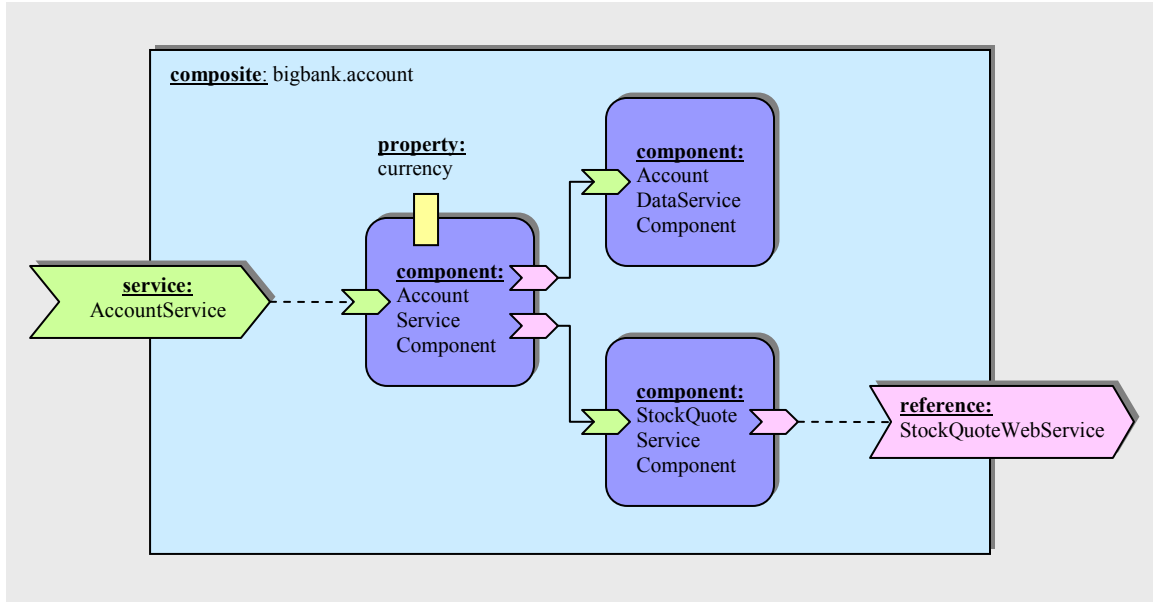 composite: bigbank.account
property:
currency
component:
Account
DataService
Component
service:
AccountService
component:
Account
Service
Component
component:
StockQuote
Service
Component
reference:
StockQuoteWebService